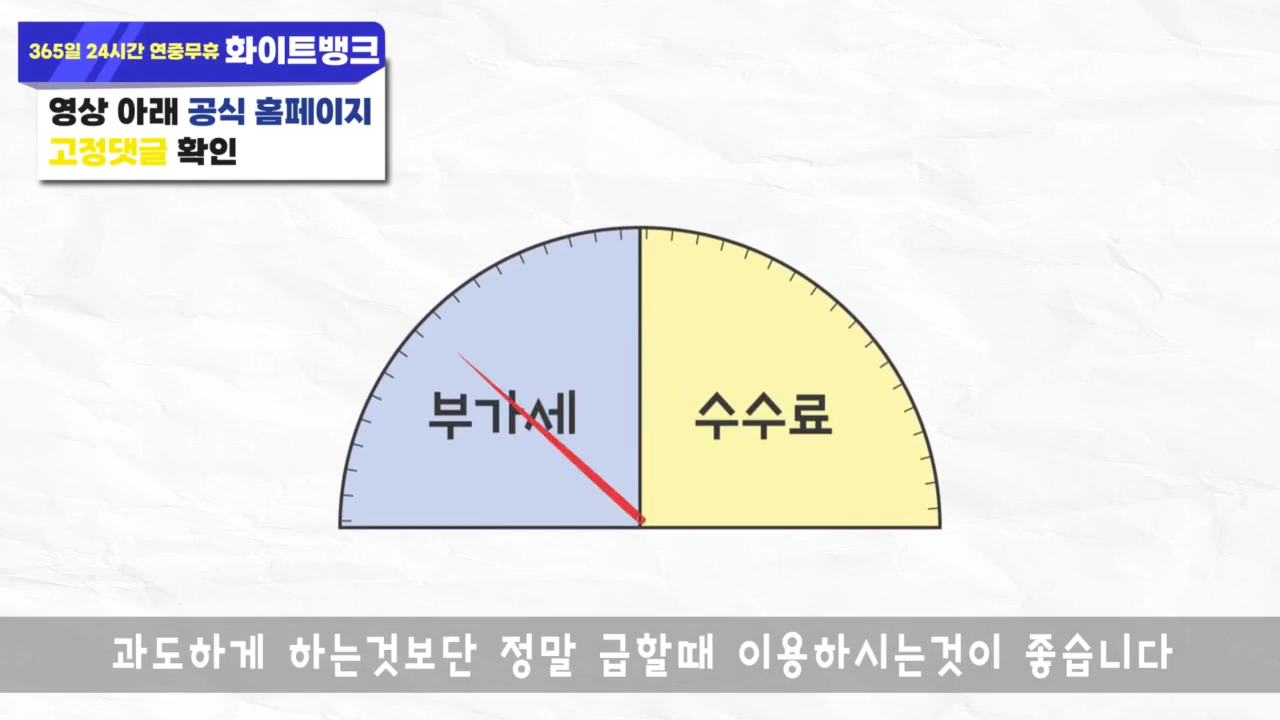 365일 24시간 연중무휴 화이트뱅크
영상 아래 공식 홈페이지
고정댓글 확인
부가세
수수료
과도하게 하는것보단 정말 급할때 이용하시는것이 좋습니다